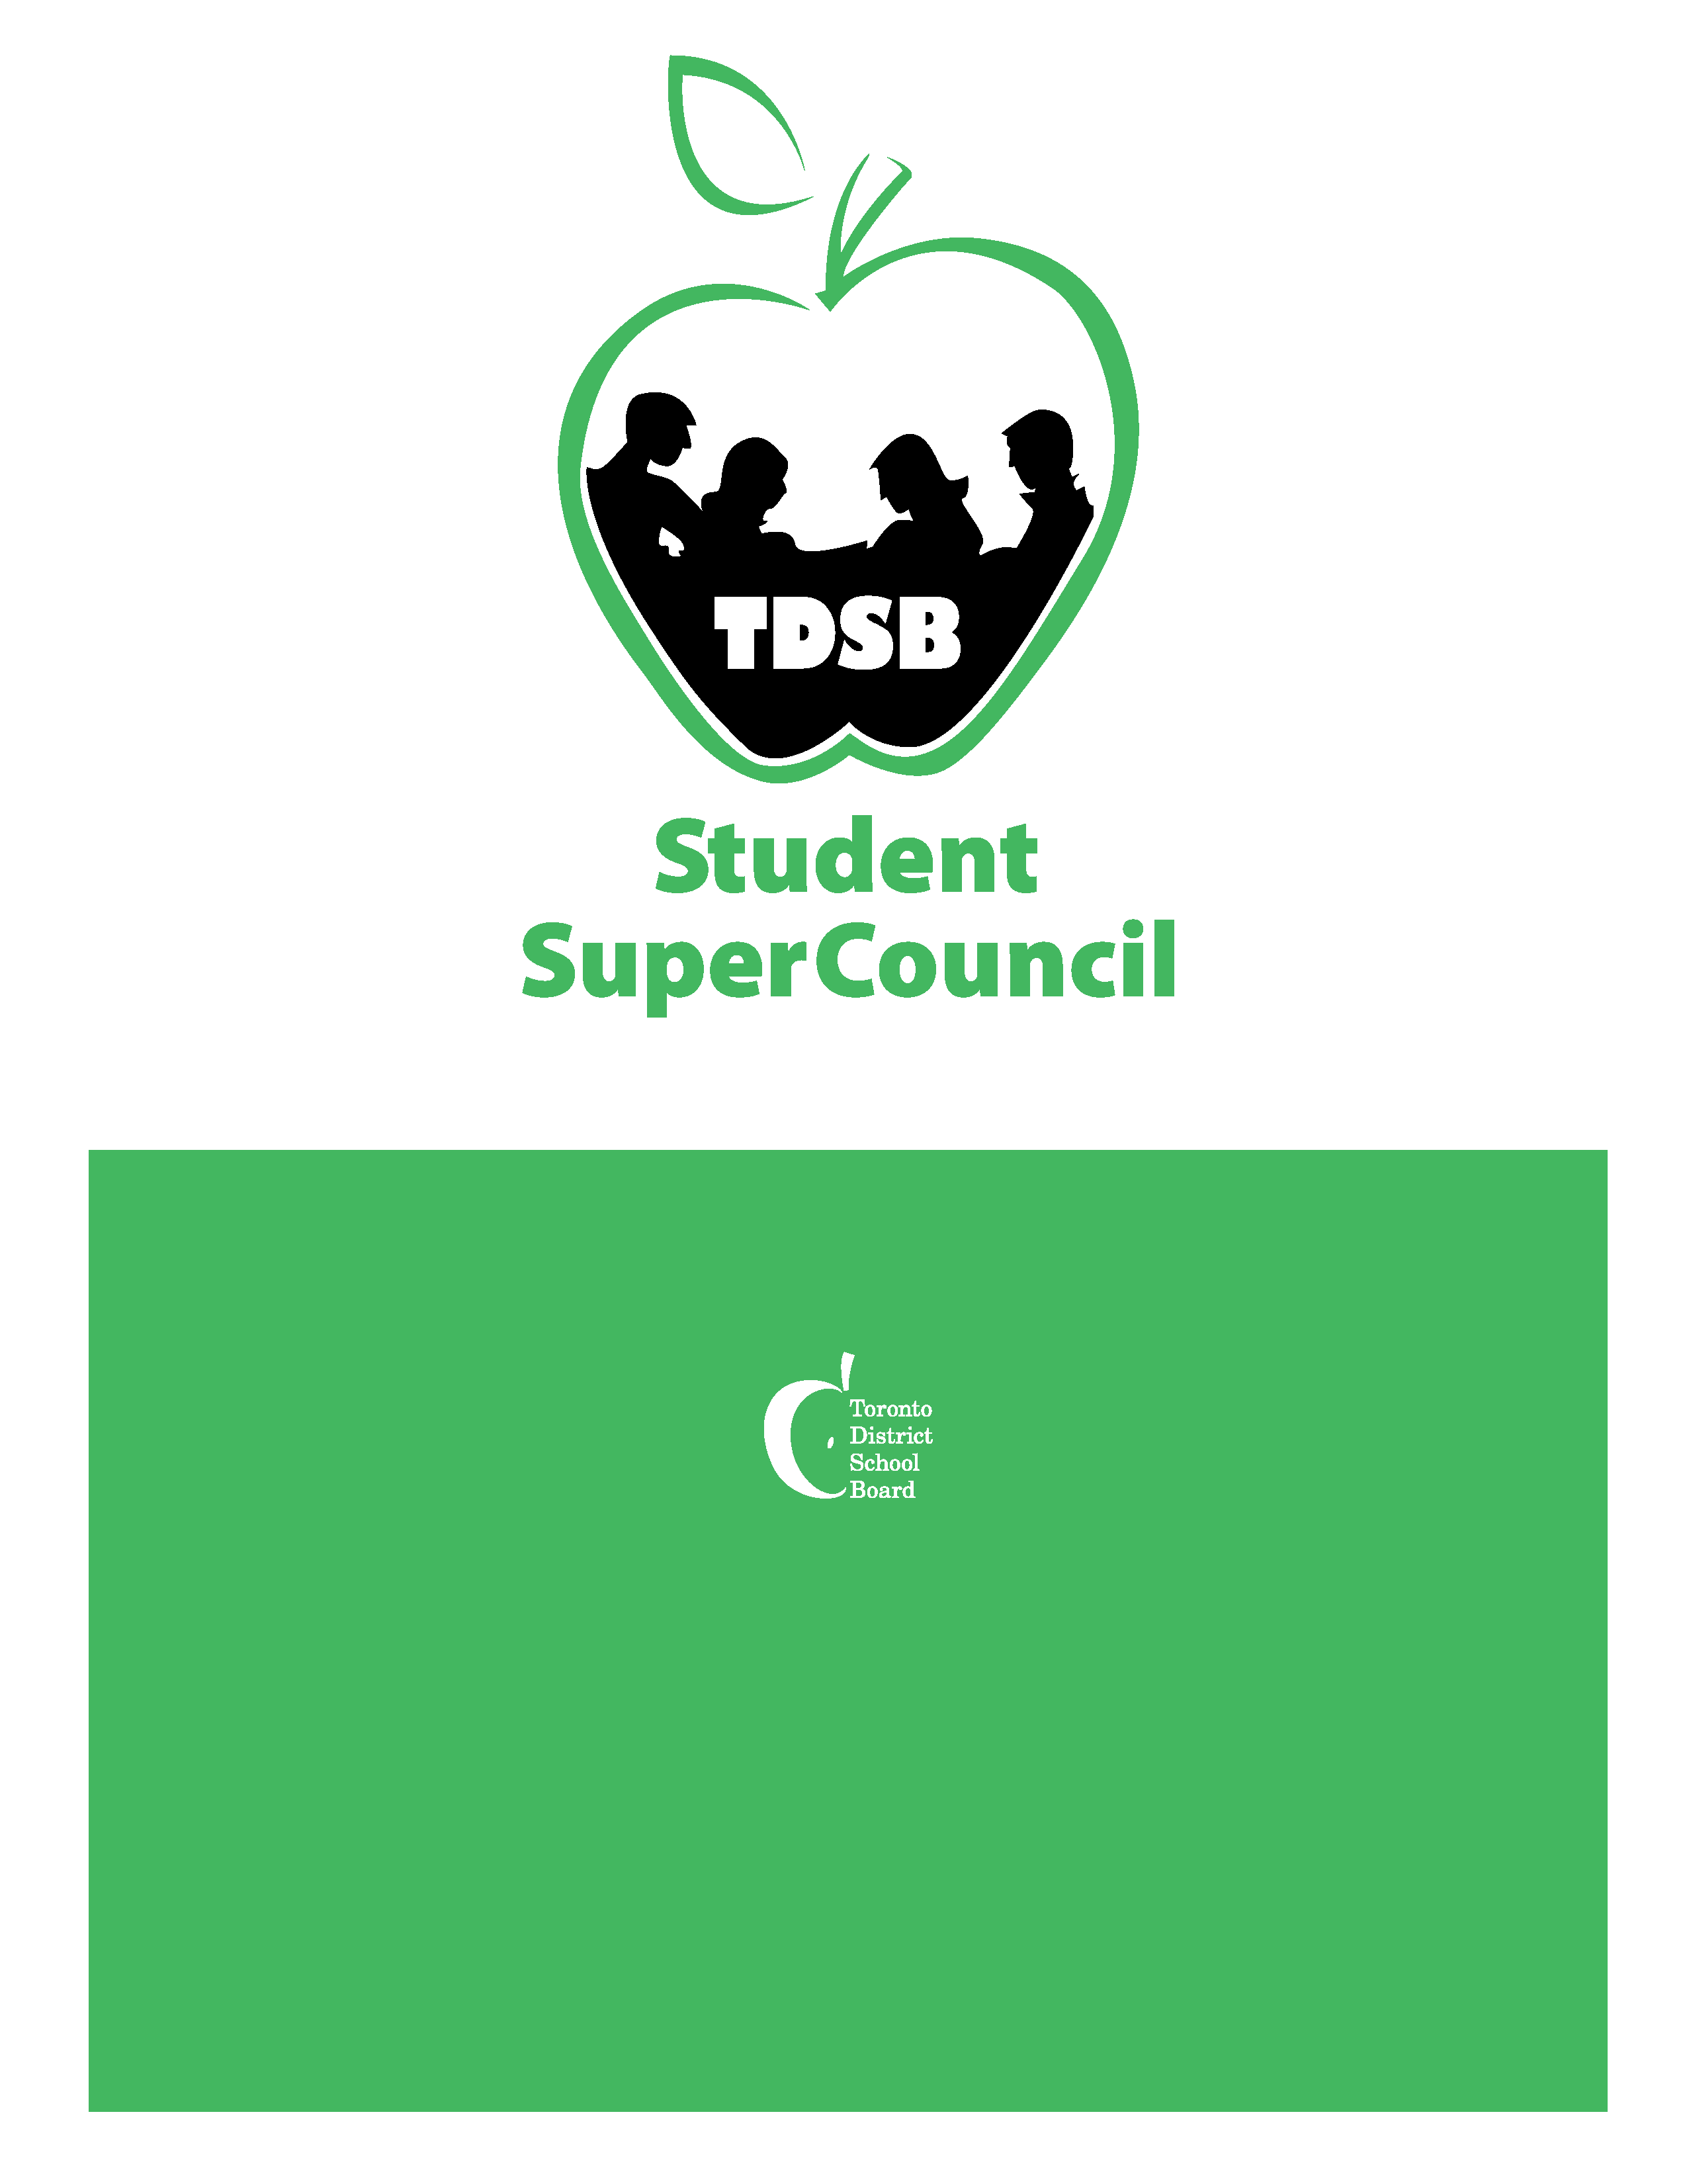 TDSB
Student
SuperCouncil
Toronto
District
School
Board